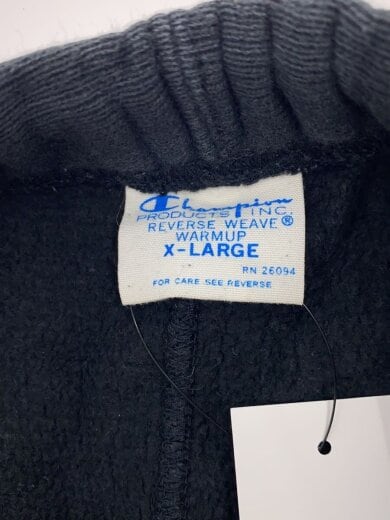 Champion
PRODUCTS INC.
REVERSE WEAVE®
WARMUP
X-LARGE
RN 26094
FOR CARE SEE REVERSE